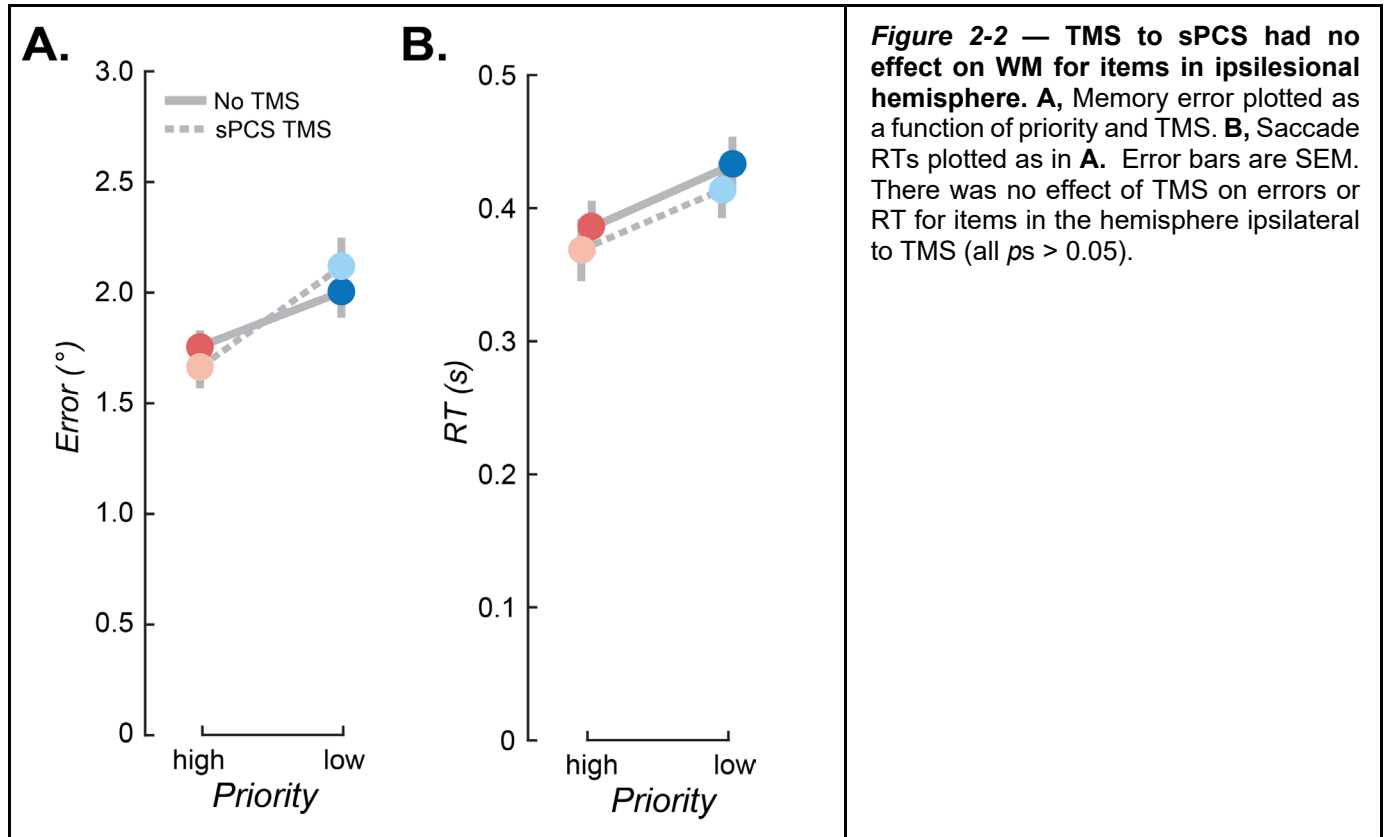 A.
3.0
2.5
2.0
1.5
1.0
0.5
0
Error (°)
No TMS
sPCS TMS
high
low
Priority
B.
0.5
0.4
0.3
0.2
0.1
0
RT (s)
high
low
Priority
Figure 2-2 — TMS to sPCS had no
effect on WM for items in ipsilesional
hemisphere. A, Memory error plotted as
a function of priority and TMS. B, Saccade
RTs plotted as in A. Error bars are SEM.
There was no effect of TMS on errors or
RT for items in the hemisphere ipsilateral
to TMS (all ps > 0.05).